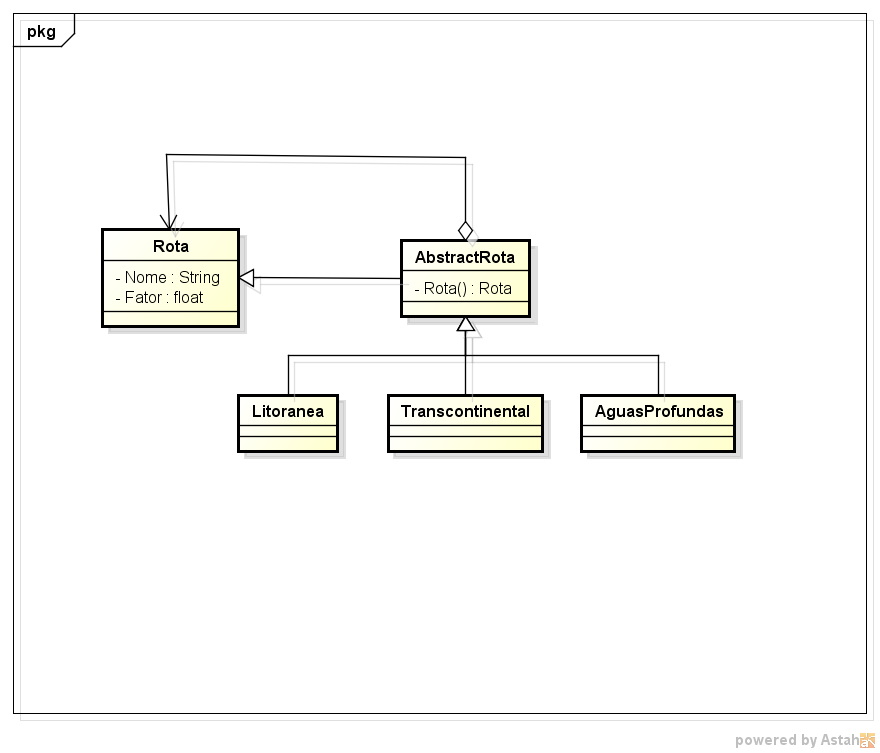 pkg
Rota
- Nome : String
- Fator : float
AbstractRota
- Rota() : Rota
Litoranea
Transcontinental
AguasProfundas
powered by Astah